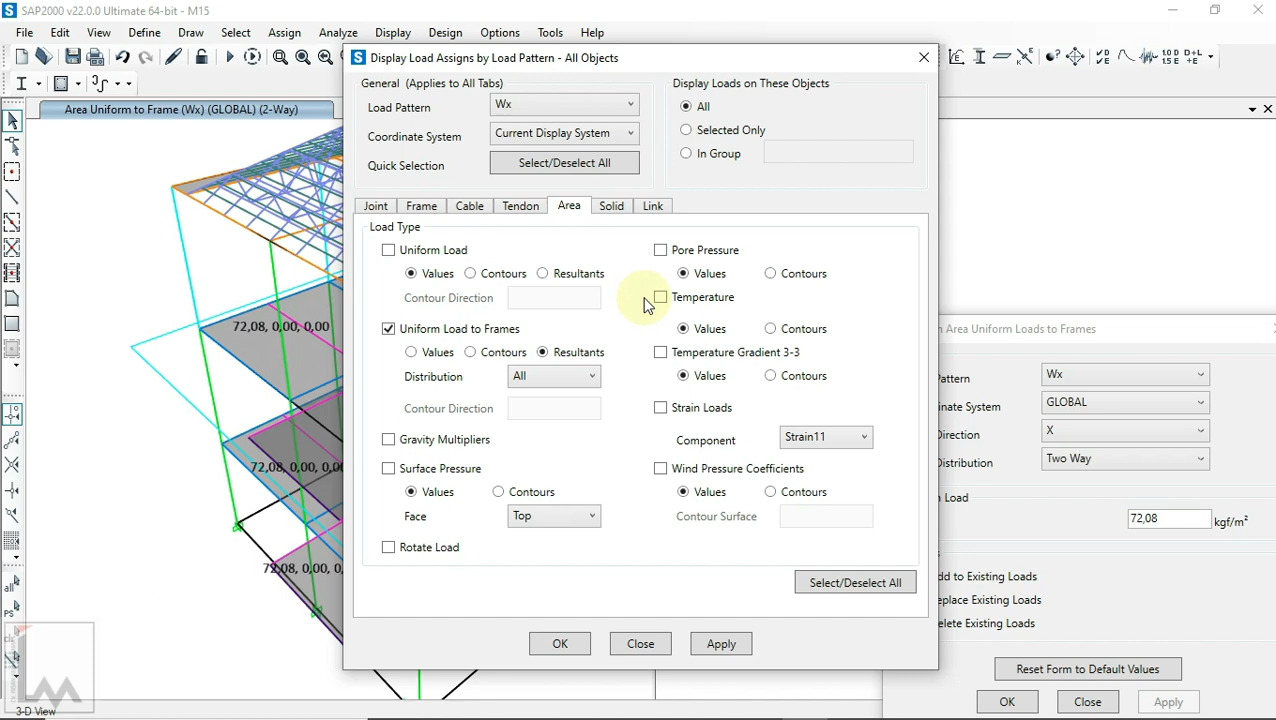 SAP2000 v22.0.0 Ultimate 64-bit - M15
File Edit View Define Draw Select Assign Analyze Display Design Options Tools Help
Area Uniform to Frame (Wx) (GLOBAL) (2-Way)
Display Load Assigns by Load Pattern - All Objects
General (Applies to All Tabs)
Load Pattern Wx
Coordinate System Current Display System
Quick Selection Select/Deselect All
Display Loads on These Objects
All
Selected Only
In Group
Joint Frame Cable Tendon Area Solid Link
Load Type
Uniform Load
Values Contours Resultants
Contour Direction
Uniform Load to Frames
Values Contours Resultants
Distribution All
Contour Direction
Gravity Multipliers
Surface Pressure
Values Contours
Face Top
Rotate Load
Pore Pressure
Values Contours
Temperature
Values Contours
Temperature Gradient 3-3
Values Contours
Strain Loads
Component Strain11
Wind Pressure Coefficients
Values Contours
Contour Surface
Select/Deselect All
OK Close Apply
72,08, 0,00, 0,00
72,08, 0,00, 0,00
72,08, 0,00, 0,
n Area Uniform Loads to Frames
Pattern Wx
inate System GLOBAL
Direction X
Distribution Two Way
n Load
72,08 kgf/m²
dd to Existing Loads
eplace Existing Loads
elete Existing Loads
Reset Form to Default Values
OK Close Apply
3-D View